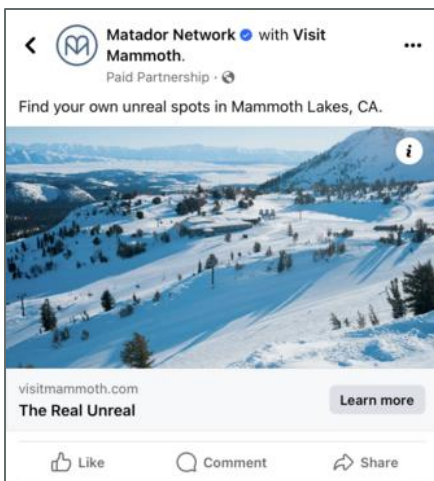 Matador Network with Visit
Mammoth.
Paid Partnership ·
Find your own unreal spots in Mammoth Lakes, CA.
i
visitmammoth.com
The Real Unreal
Learn more
Like Comment Share